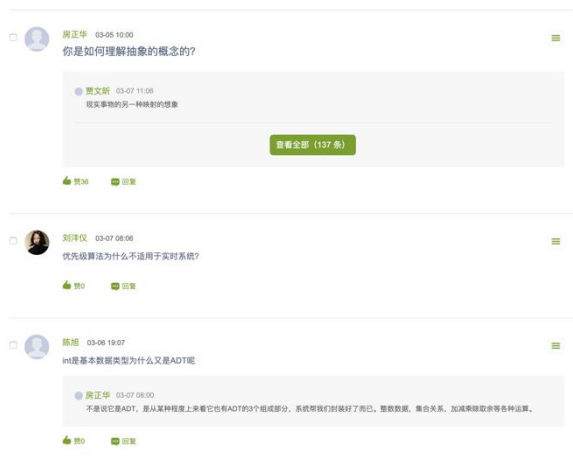 房正华 03-05 10:00
你是如何理解抽象的概念的?
贾文昕 03-07 11:06
现实事物的另一种映射的想象
查看全部（137 条）
赞36 回复
刘沣仪 03-07 08:06
优先级算法为什么不适用于实时系统?
赞0 回复
陈旭 03-06 19:07
int是基本数据类型为什么又是ADT呢
房正华 03-07 08:00
不是说它是ADT，是从某种程度上来看它也有ADT的3个组成部分，系统帮我们封装好了而已。整数数据，集合关系，加减乘除取余等各种运算。
赞0 回复